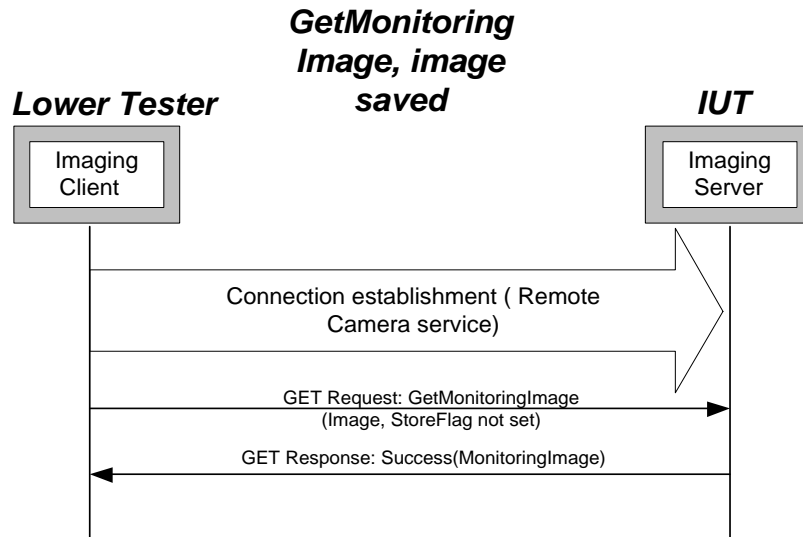 GetMonitoring
Image, image
saved
Lower Tester
IUT
Imaging
Client
Imaging
Server
Connection establishment ( Remote
Camera service)
GET Request: GetMonitoringImage
(Image, StoreFlag not set)
GET Response: Success(MonitoringImage)